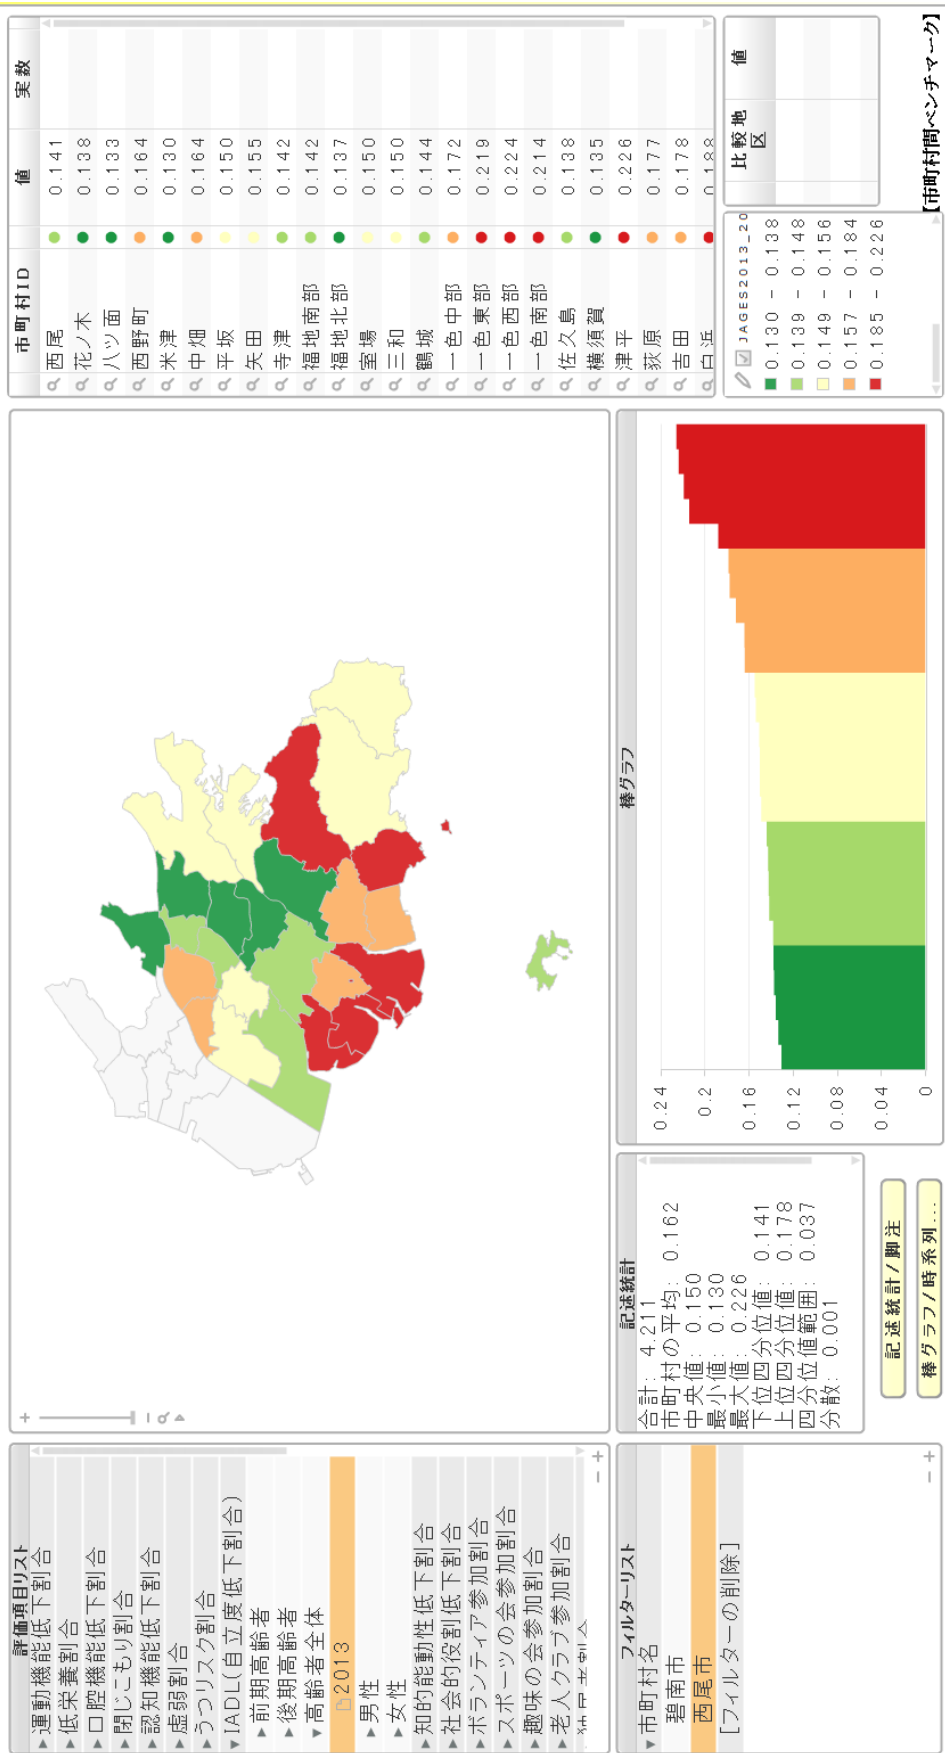 評価項目リスト
▶運動機能低下割合
▶低栄養割合
▶口腔機能低下割合
▶閉じこもり割合
▶認知機能低下割合
▶虚弱割合
▶うつリスク割合
▼IADL(自立度低下割合)
▶前期高齢者
▶後期高齢者
▼高齢者全体
2013
▶男性
▶女性
▶知的能動性低下割合
▶社会的役割低下割合
▶ボランティア参加割合
▶スポーツの会参加割合
▶趣味の会参加割合
▶老人クラブ参加割合
フィルターリスト
▼市町村名
碧南市
西尾市
[フィルターの削除]
市町村ID 値 実数
西尾 0.141
花ノ木 0.138
八ツ面 0.133
西野町 0.164
米津 0.130
中畑 0.164
平坂 0.150
矢田 0.155
寺津 0.142
福地南部 0.142
福地北部 0.137
室場 0.150
三和 0.150
鶴城 0.144
一色中部 0.172
一色東部 0.219
一色西部 0.224
一色南部 0.214
佐久島 0.138
横須賀 0.135
津平 0.226
荻原 0.177
吉田 0.178
白浜 0.188
記述統計
合計: 4.211
市町村の平均: 0.162
中央値: 0.150
最小値: 0.130
最大値: 0.226
下位四分位値: 0.141
上位四分位値: 0.178
四分位値範囲: 0.037
分散: 0.001
記述統計/脚注
棒グラフ/時系列...
棒グラフ
0.24
0.2
0.16
0.12
0.08
0.04
0
JAGES2013_20
0.130 - 0.138
0.139 - 0.148
0.149 - 0.156
0.157 - 0.184
0.185 - 0.226
比較地区 値
【市町村間ベンチマーク】